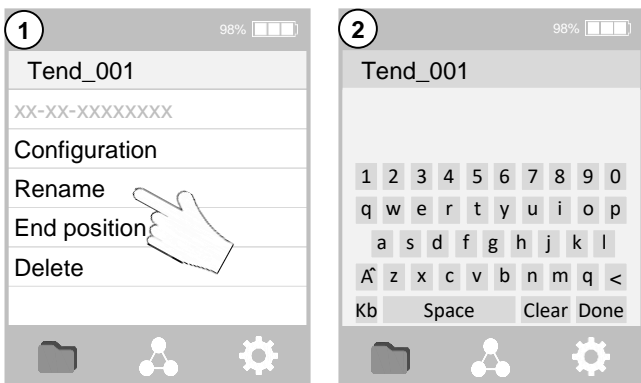 1
98%
Tend_001
xx-xx-xxxxxxxx
Configuration
Rename
End position
Delete
2
98%
Tend_001
1 2 3 4 5 6 7 8 9 0
q w e r t y u i o p
a s d f g h j k l
Â z x c v b n m q <
Kb Space Clear Done